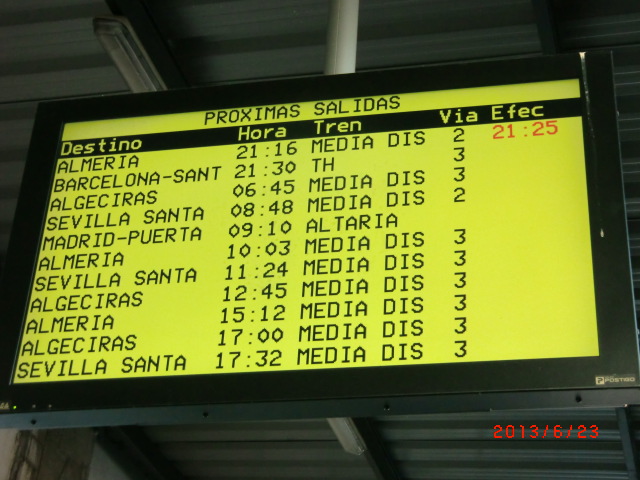 PROXIMAS SALIDAS
Destino Hora Tren Via Efec
ALMERIA 21:16 MEDIA DIS 2 21:25
BARCELONA-SANT 21:30 TH 3
ALGECIRAS 06:45 MEDIA DIS 3
SEVILLA SANTA 08:48 MEDIA DIS 2
MADRID-PUERTA 09:10 ALTARIA
ALMERIA 10:03 MEDIA DIS 3
SEVILLA SANTA 11:24 MEDIA DIS 3
ALGECIRAS 12:45 MEDIA DIS 3
ALMERIA 15:12 MEDIA DIS 3
ALGECIRAS 17:00 MEDIA DIS 3
SEVILLA SANTA 17:32 MEDIA DIS 3
POSTIGO
2013/6/23